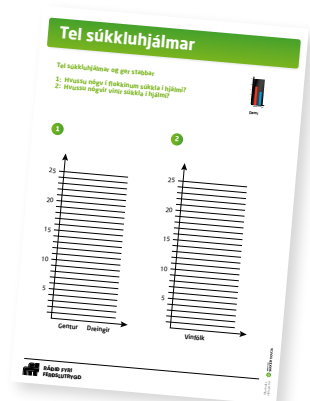 Tel súkkluhjálmar
Tel súkkluhjálmar og ger stabbar
1: Hvussu nógv í flokkinum súkkla í hjálmi?
2: Hvussu nógvir vinir súkkla í hjálmi?
1
2
25
20
15
10
5
Gentur Dreingir
25
20
15
10
5
Vinfólk
RÁÐIÐ FYRI
FERÐSLUTRYGD